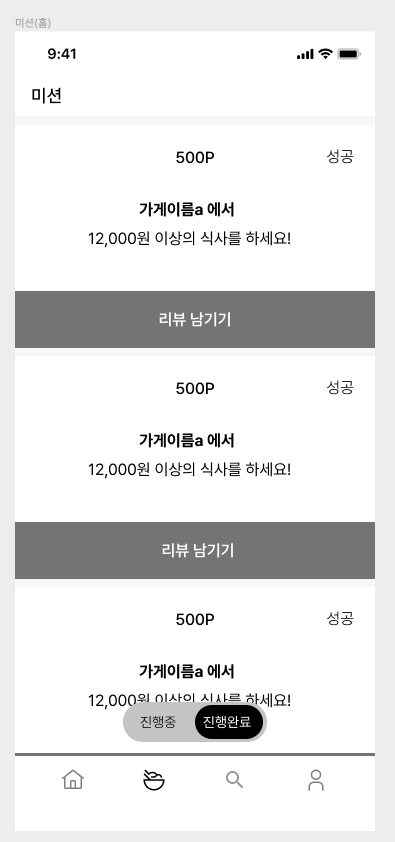 미션(홈)
9:41
미션
500P 성공
가게이름a 에서
12,000원 이상의 식사를 하세요!
리뷰 남기기
500P 성공
가게이름a 에서
12,000원 이상의 식사를 하세요!
리뷰 남기기
500P 성공
가게이름a 에서
12,000원 이상의 식사를 하세요!
진행중 진행완료